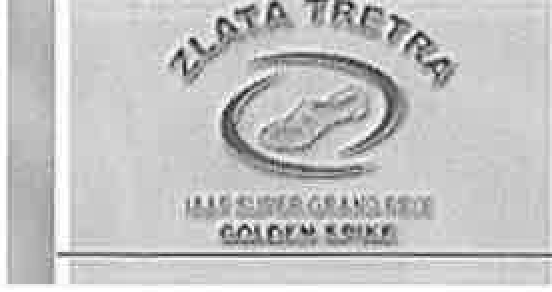 ZLATA TRETRA
IAAF SUPER GRAND PRIX
GOLDEN SPIKE